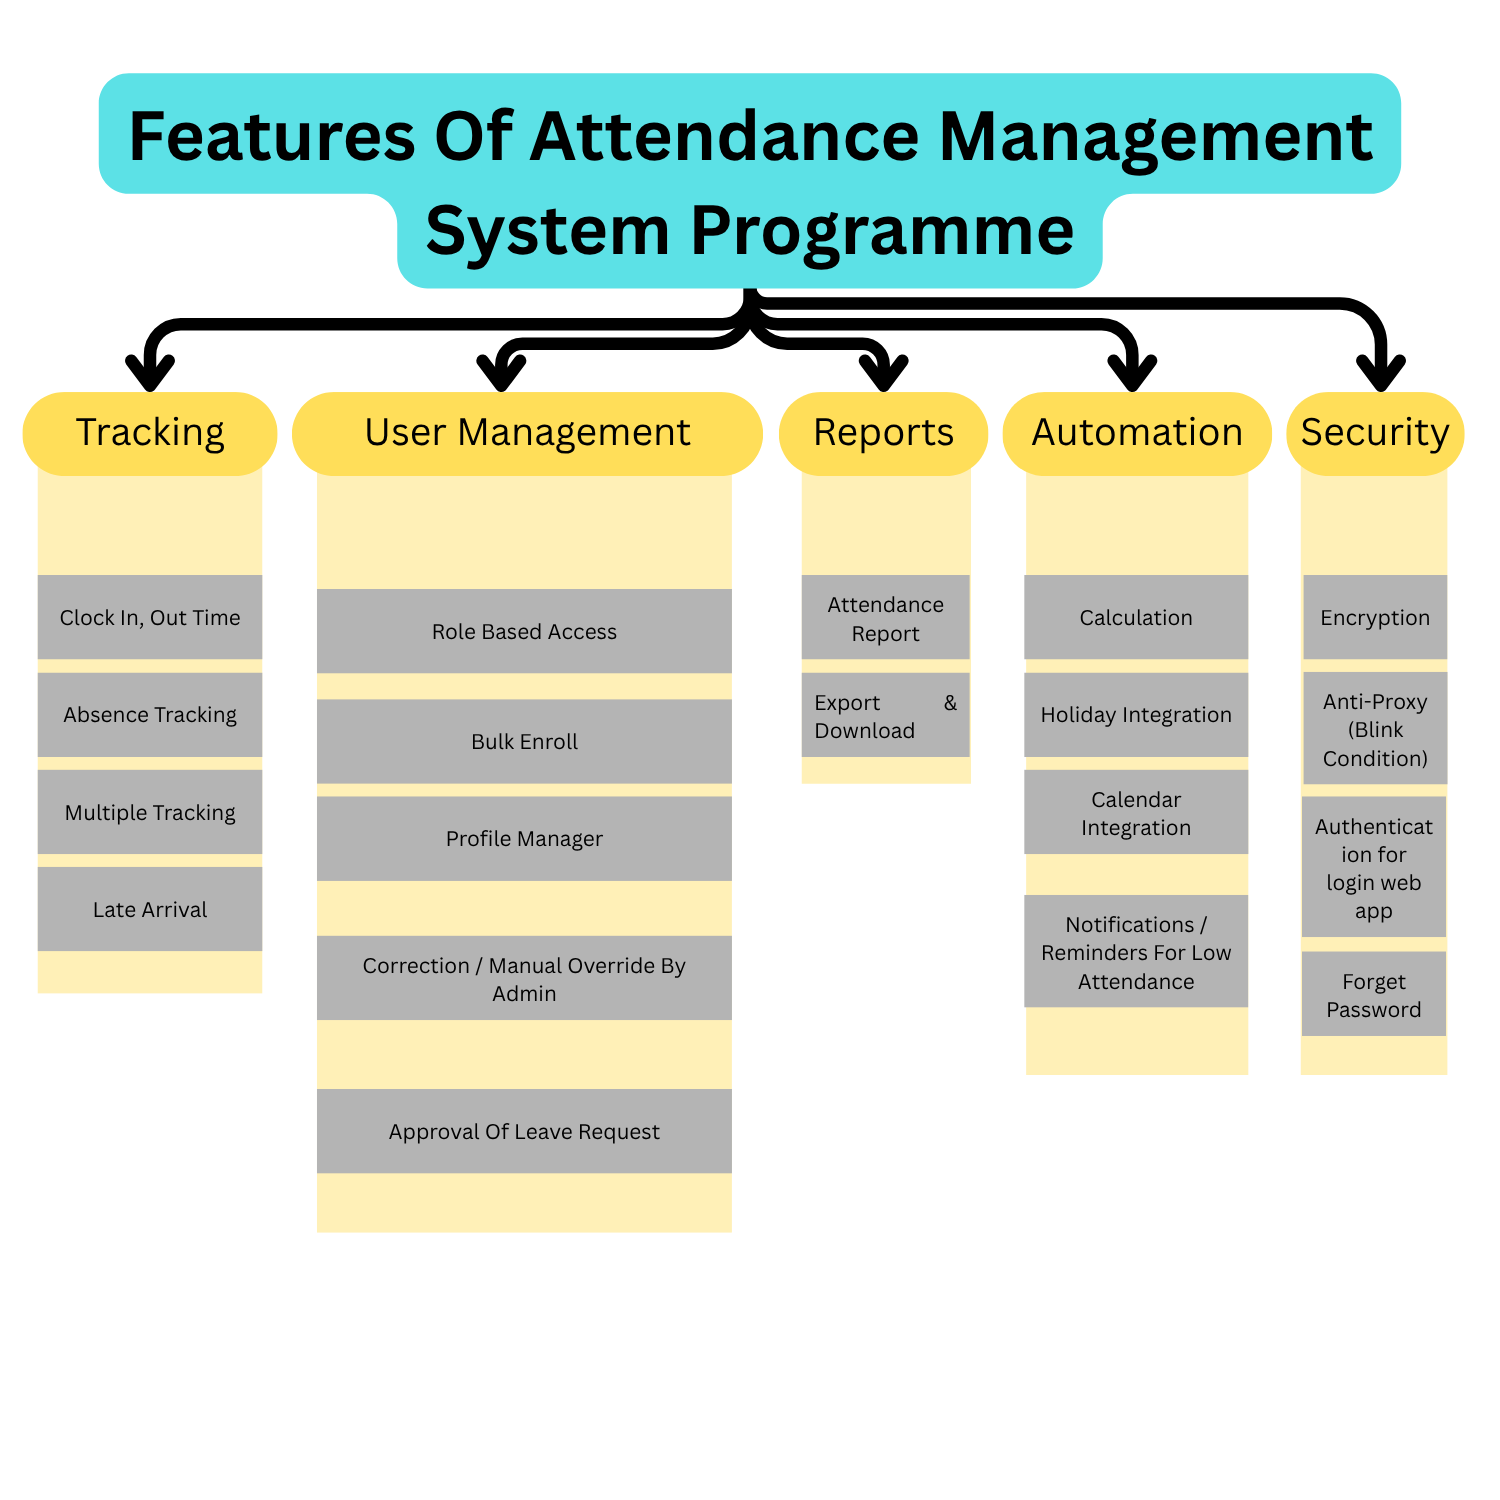 Features Of Attendance Management
System Programme
Tracking
User Management
Reports
Automation
Security
Clock In, Out Time
Absence Tracking
Multiple Tracking
Late Arrival
Role Based Access
Bulk Enroll
Profile Manager
Correction / Manual Override By
Admin
Approval Of Leave Request
Attendance
Report
Export &
Download
Calculation
Holiday Integration
Calendar
Integration
Notifications /
Reminders For Low
Attendance
Encryption
Anti-Proxy
(Blink
Condition)
Authenticat
ion for
login web
app
Forget
Password